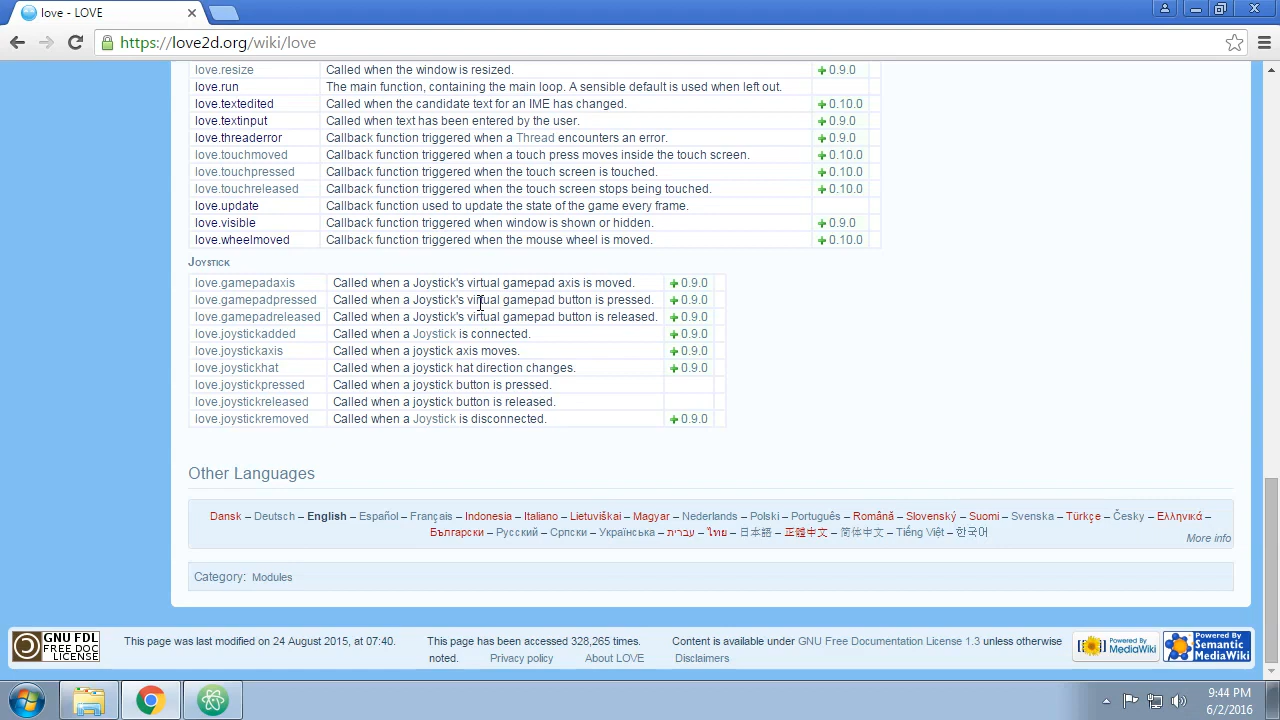 love - LOVE
https://love2d.org/wiki/love
love.resize Called when the window is resized. 0.9.0
love.run The main function, containing the main loop. A sensible default is used when left out.
love.textedited Called when the candidate text for an IME has changed. 0.10.0
love.textinput Called when text has been entered by the user. 0.9.0
love.threaderror Callback function triggered when a Thread encounters an error. 0.9.0
love.touchmoved Callback function triggered when a touch press moves inside the touch screen. 0.10.0
love.touchpressed Callback function triggered when the touch screen is touched. 0.10.0
love.touchreleased Callback function triggered when the touch screen stops being touched. 0.10.0
love.update Callback function used to update the state of the game every frame.
love.visible Callback function triggered when window is shown or hidden. 0.9.0
love.wheelmoved Callback function triggered when the mouse wheel is moved. 0.10.0
Joystick
love.gamepadaxis Called when a Joystick's virtual gamepad axis is moved. 0.9.0
love.gamepadpressed Called when a Joystick's virtual gamepad button is pressed. 0.9.0
love.gamepadreleased Called when a Joystick's virtual gamepad button is released. 0.9.0
love.joystickadded Called when a Joystick is connected. 0.9.0
love.joystickaxis Called when a joystick axis moves. 0.9.0
love.joystickhat Called when a joystick hat direction changes. 0.9.0
love.joystickpressed Called when a joystick button is pressed.
love.joystickreleased Called when a joystick button is released.
love.joystickremoved Called when a Joystick is disconnected. 0.9.0
Other Languages
Dansk – Deutsch – English – Español – Français – Indonesia – Italiano – Lietuviškai – Magyar – Nederlands – Polski – Português – Română – Slovenský – Suomi – Svenska – Türkçe – Česky – Ελληνικά –
Български – Русский – Српски – Українська – עברית – ไทย – 日本語 – 正體中文 – 简体中文 – Tiếng Việt – 한국어
More info
Category: Modules
GNU FDL
FREE DOC
LICENSE
This page was last modified on 24 August 2015, at 07:40. This page has been accessed 328,265 times. Content is available under GNU Free Documentation License 1.3 unless otherwise
noted. Privacy policy About LOVE Disclaimers
Powered By
MediaWiki
POWERED BY
SEMANTIC
MEDIAWIKI
9:44 PM
6/2/2016